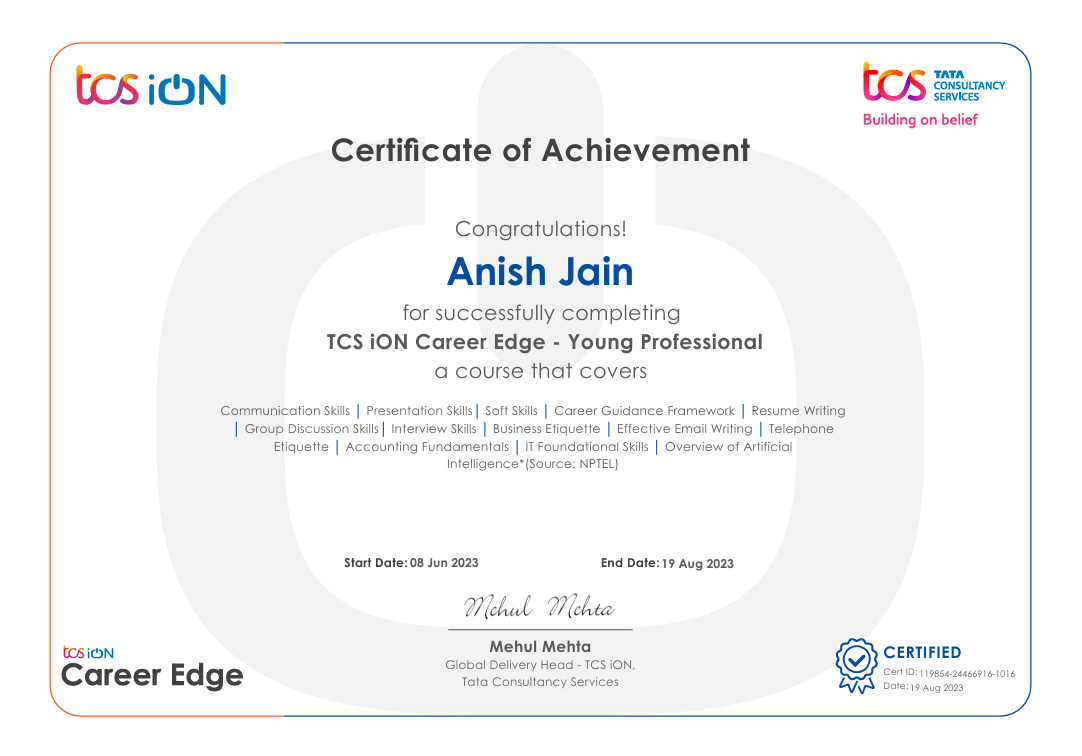 tcs iON
tcs TATA
CONSULTANCY
SERVICES
Building on belief
Certificate of Achievement
Congratulations!
Anish Jain
for successfully completing
TCS iON Career Edge - Young Professional
a course that covers
Communication Skills | Presentation Skills | Soft Skills | Career Guidance Framework | Resume Writing
| Group Discussion Skills | Interview Skills | Business Etiquette | Effective Email Writing | Telephone
Etiquette | Accounting Fundamentals | IT Foundational Skills | Overview of Artificial
Intelligence*(Source: NPTEL)
Start Date: 08 Jun 2023 End Date: 19 Aug 2023
Mehul Mehta
Mehul Mehta
Global Delivery Head - TCS iON,
Tata Consultancy Services
tcs iON
Career Edge
CERTIFIED
Cert ID: 119854-24466916-1016
Date: 19 Aug 2023